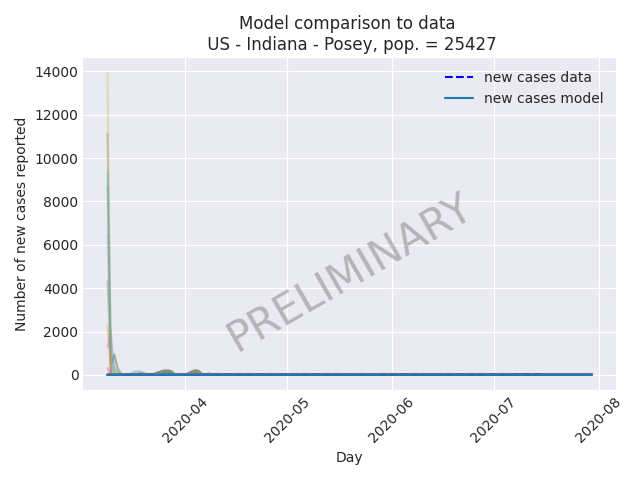 Model comparison to data
US - Indiana - Posey, pop. = 25427
new cases data
new cases model
14000
12000
10000
8000
6000
4000
2000
0
Number of new cases reported
PRELIMINARY
2020-04
2020-05
2020-06
2020-07
2020-08
Day